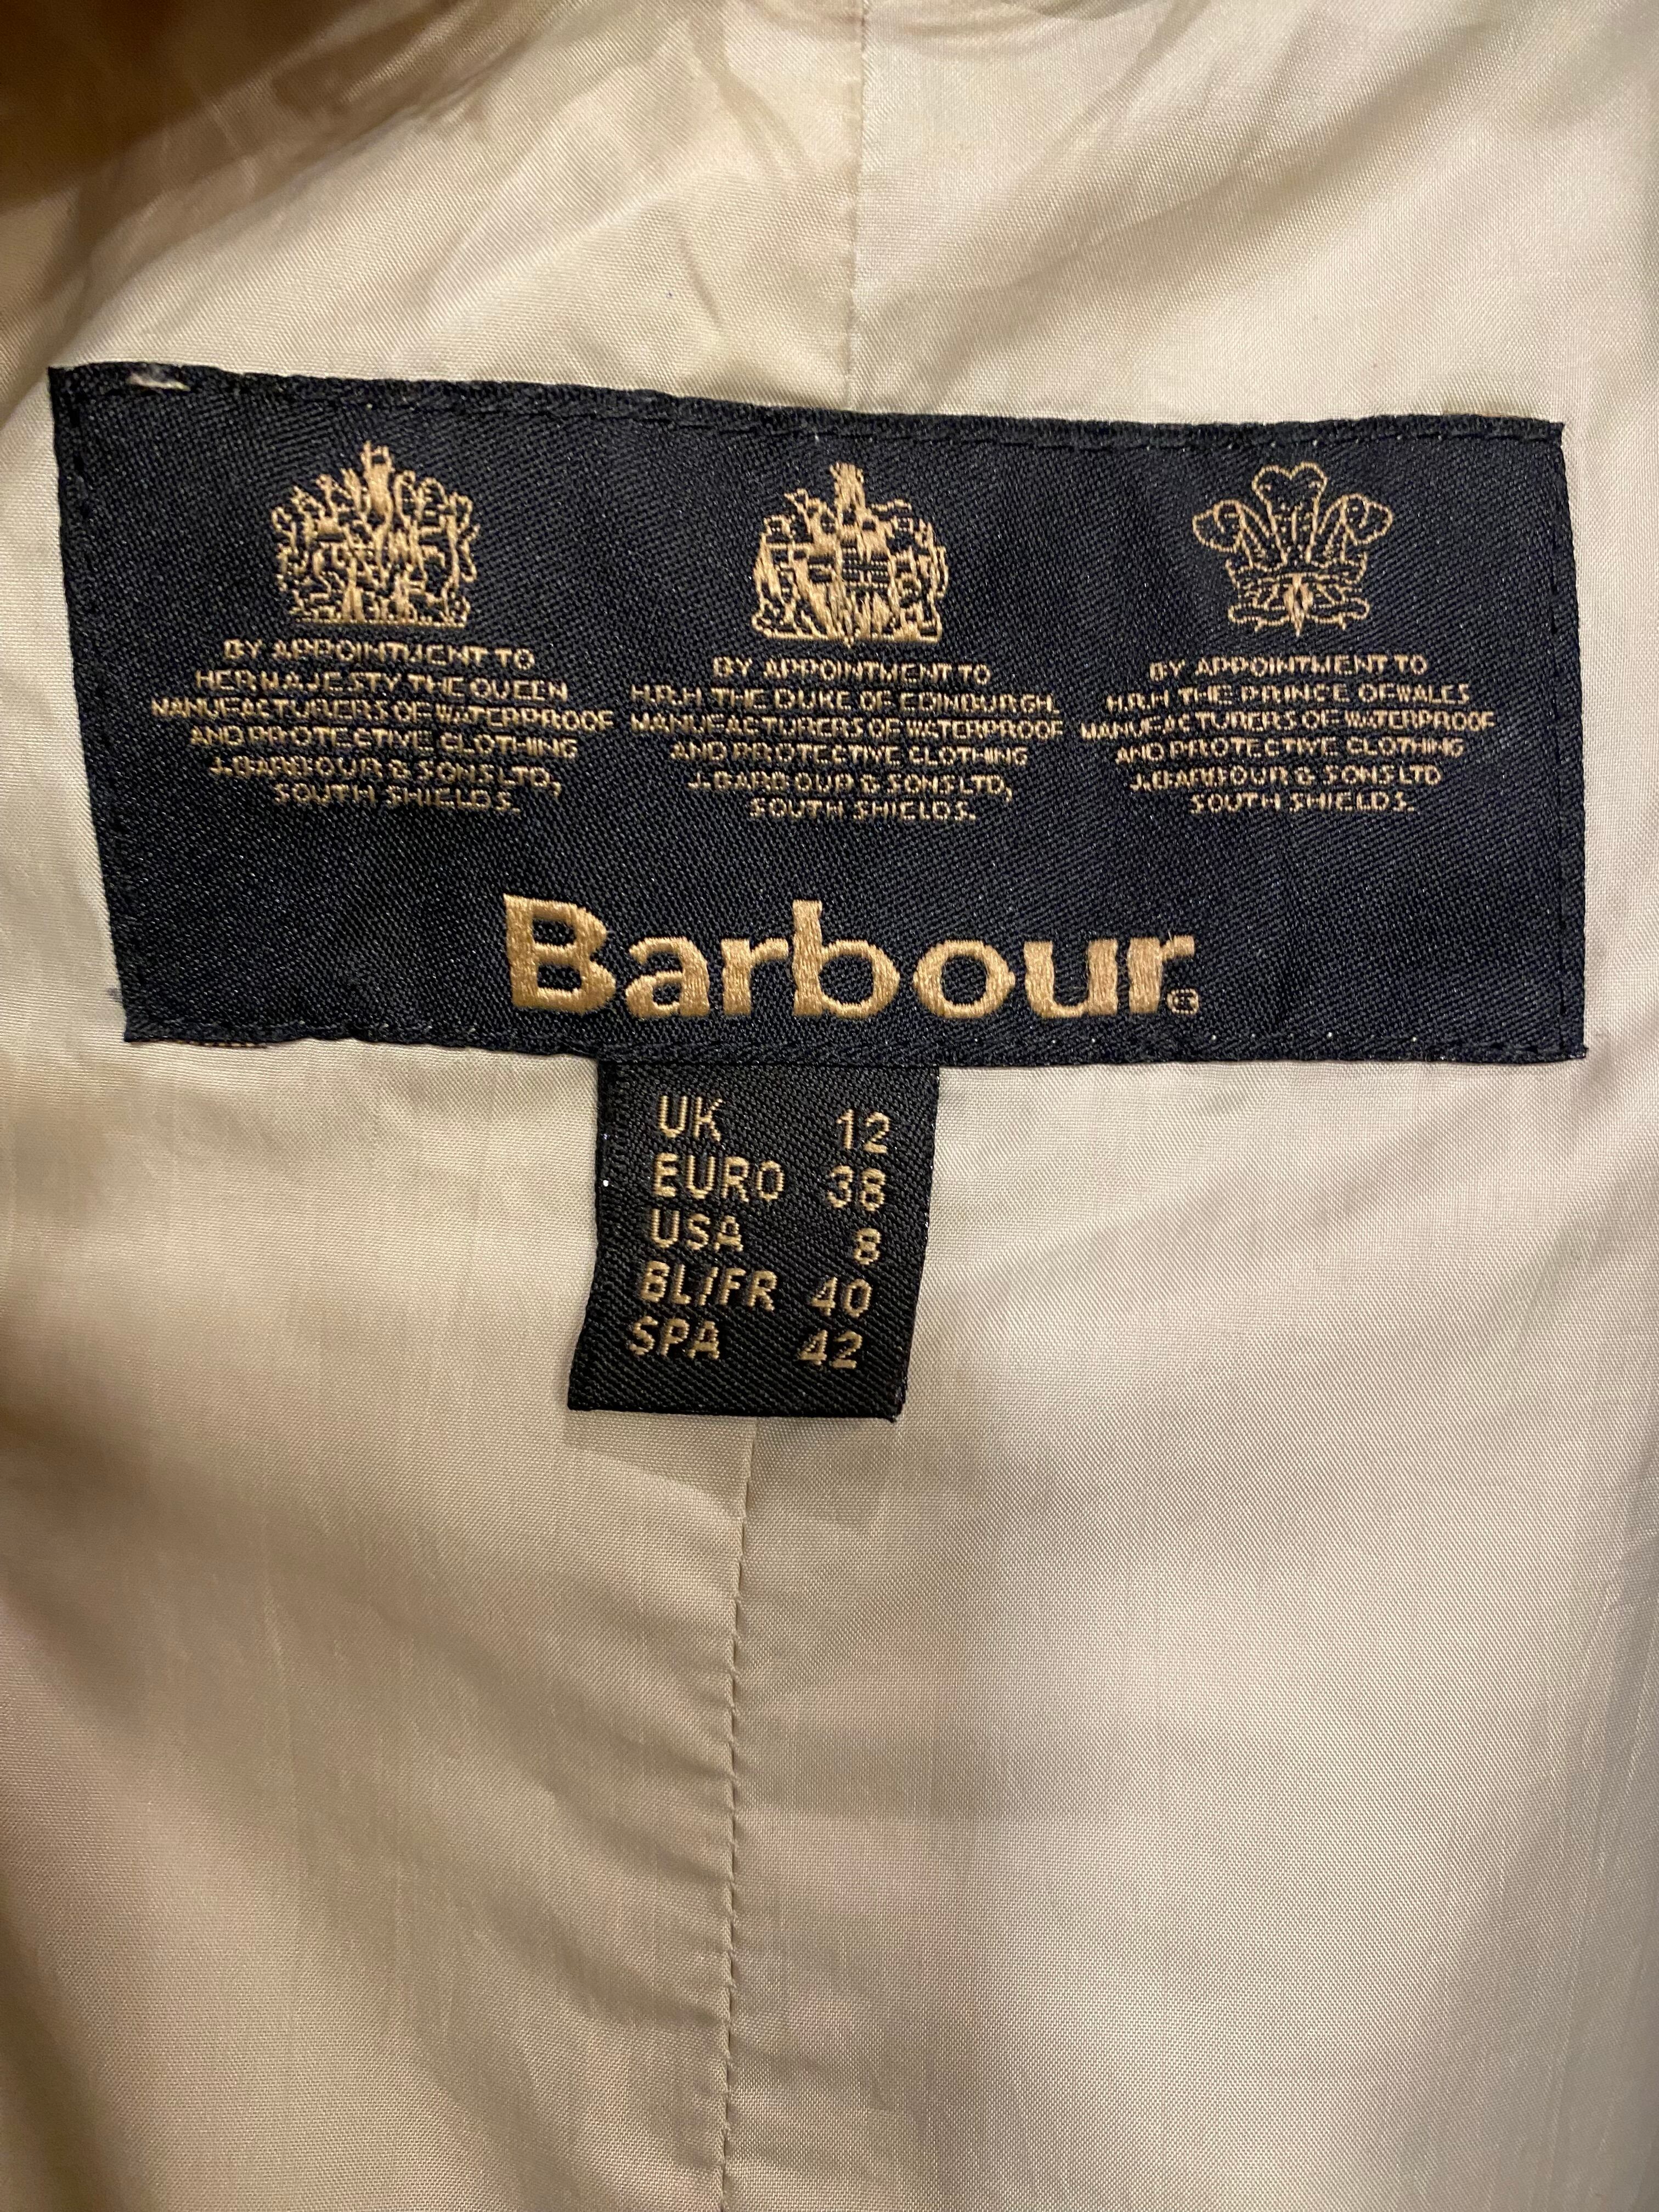 BY APPOINTMENT TO
HER MAJESTY THE QUEEN
MANUFACTURERS OF WATERPROOF
AND PROTECTIVE CLOTHING
J.BARBOUR & SONS LTD,
SOUTH SHIELDS.
BY APPOINTMENT TO
H.R.H. THE DUKE OF EDINBURGH,
MANUFACTURERS OF WATERPROOF
AND PROTECTIVE CLOTHING
J.BARBOUR & SONS LTD,
SOUTH SHIELDS.
BY APPOINTMENT TO
H.R.H THE PRINCE OF WALES
MANUFACTURERS OF WATERPROOF
AND PROTECTIVE CLOTHING
J.BARBOUR & SONS LTD
SOUTH SHIELDS.
Barbour®
UK 12
EURO 38
USA 8
BL/FR 40
SPA 42